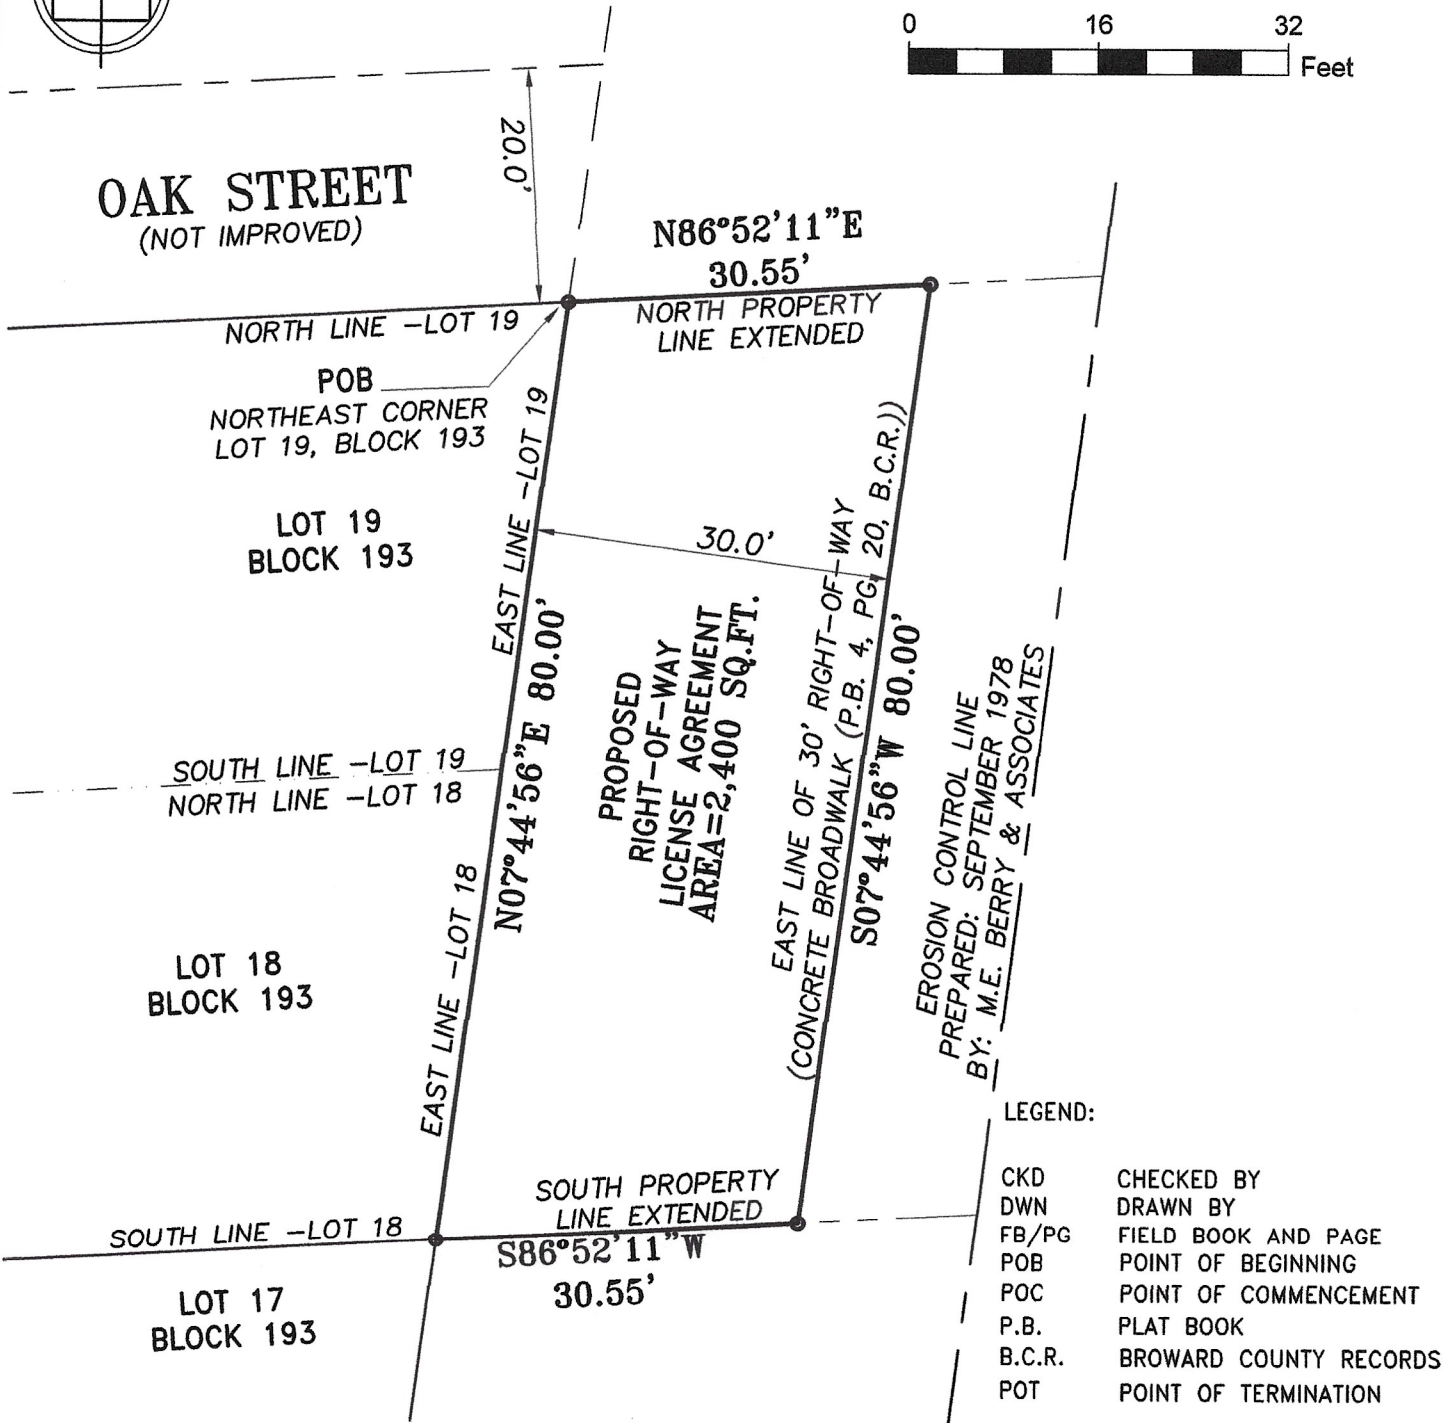 0 16 32
Feet
20.0'
OAK STREET
(NOT IMPROVED)
N86°52'11"E
30.55'
NORTH PROPERTY
LINE EXTENDED
NORTH LINE -LOT 19
POB
NORTHEAST CORNER
LOT 19, BLOCK 193
EAST LINE -LOT 19
LOT 19
BLOCK 193
30.0'
N07°44'56"E 80.00'
PROPOSED
RIGHT-OF-WAY
LICENSE AGREEMENT
AREA=2,400 SQ.FT.
EAST LINE OF 30' RIGHT-OF-WAY
(CONCRETE BROADWALK (P.B. 4, PG. 20, B.C.R.))
S07°44'56"W 80.00'
EROSION CONTROL LINE
PREPARED: SEPTEMBER 1978
BY: M.E. BERRY & ASSOCIATES
SOUTH LINE -LOT 19
NORTH LINE -LOT 18
EAST LINE -LOT 18
LOT 18
BLOCK 193
SOUTH PROPERTY
LINE EXTENDED
SOUTH LINE -LOT 18
S86°52'11"W
30.55'
LOT 17
BLOCK 193
LEGEND:
CKD CHECKED BY
DWN DRAWN BY
FB/PG FIELD BOOK AND PAGE
POB POINT OF BEGINNING
POC POINT OF COMMENCEMENT
P.B. PLAT BOOK
B.C.R. BROWARD COUNTY RECORDS
POT POINT OF TERMINATION